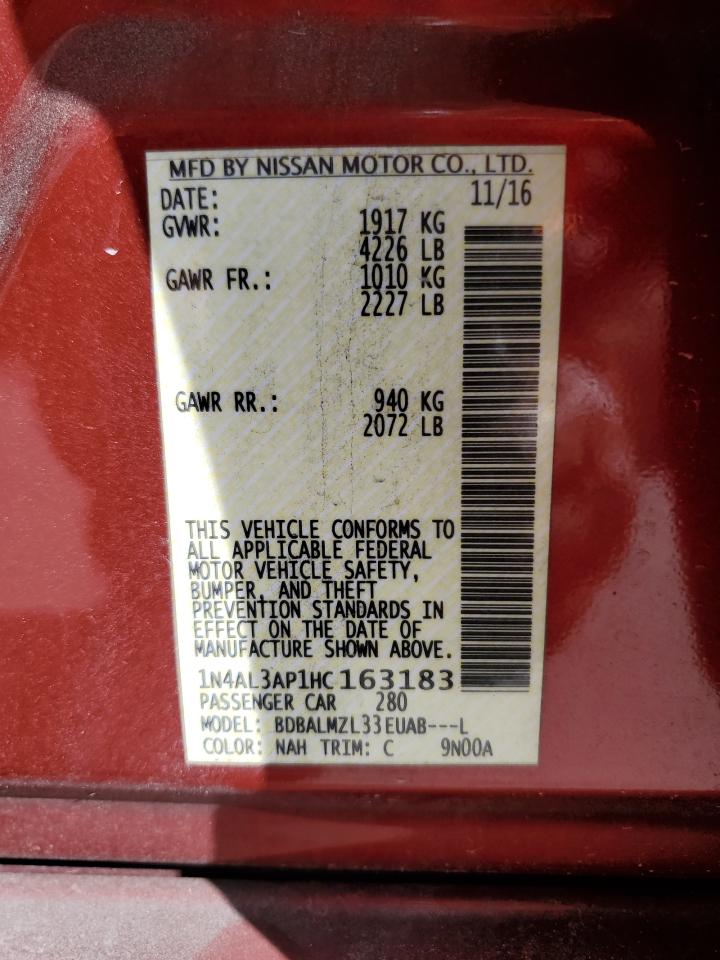 MFD BY NISSAN MOTOR CO., LTD.
DATE: 11/16
GVWR: 1917 KG
4226 LB
GAWR FR.: 1010 KG
2227 LB
GAWR RR.: 940 KG
2072 LB
THIS VEHICLE CONFORMS TO
ALL APPLICABLE FEDERAL
MOTOR VEHICLE SAFETY,
BUMPER, AND THEFT
PREVENTION STANDARDS IN
EFFECT ON THE DATE OF
MANUFACTURE SHOWN ABOVE.
1N4AL3AP1HC163183
PASSENGER CAR 280
MODEL: BDBALMZL33EUAB---L
COLOR: NAH TRIM: C 9N00A